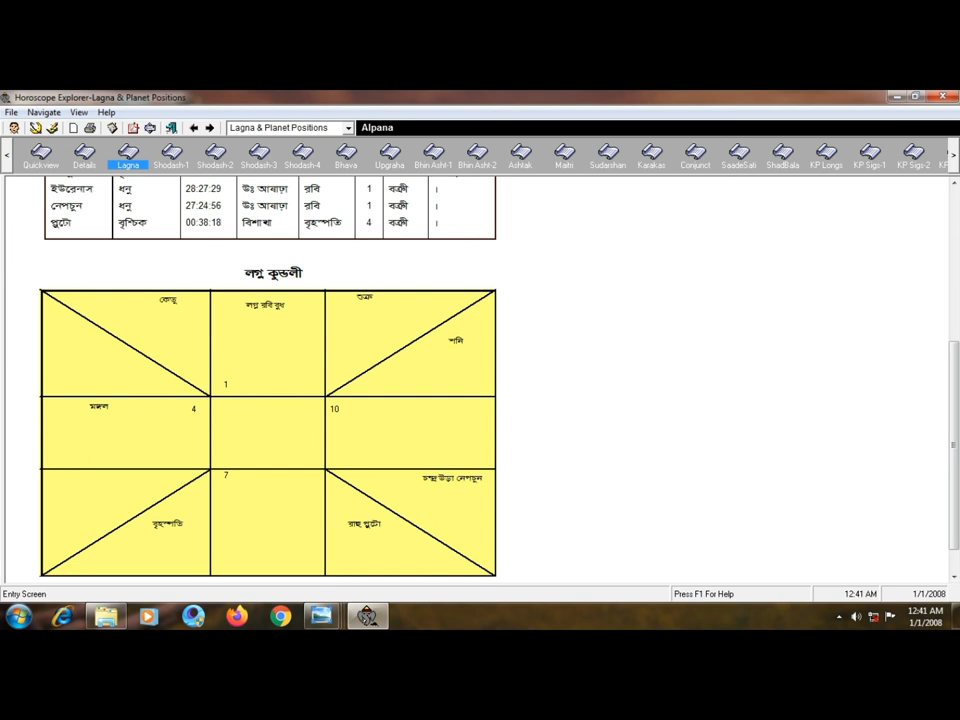 Horoscope Explorer-Lagna & Planet Positions
File Navigate View Help
Lagna & Planet Positions Alpana
< Quickview Details Lagna Shodash-1 Shodash-2 Shodash-3 Shodash-4 Bhava Upgraha Bhin Asht-1 Bhin Asht-2 Ashtak Maitri Sudarshan Karakas Conjunct SaadeSati ShadBala KP Longs KP Sigs-1 KP Sigs-2 >
ইউরেনাস ধনু 28:27:29 উঃ আষাঢ়া রবি 1 বক্রী ।
নেপচুন ধনু 27:24:56 উঃ আষাঢ়া রবি 1 বক্রী ।
প্লুটো বৃশ্চিক 00:38:18 বিশাখা বৃহস্পতি 4 বক্রী ।
লগ্ন কুন্ডলী
কেতু লগ্ন রবি বুধ শুক্র
শনি
1
মঙ্গল 4 10
7 চন্দ্র উড়া নেপচুন
বৃহস্পতি রাহু প্লুটো
Entry Screen Press F1 For Help 12:41 AM 1/1/2008
12:41 AM
1/1/2008